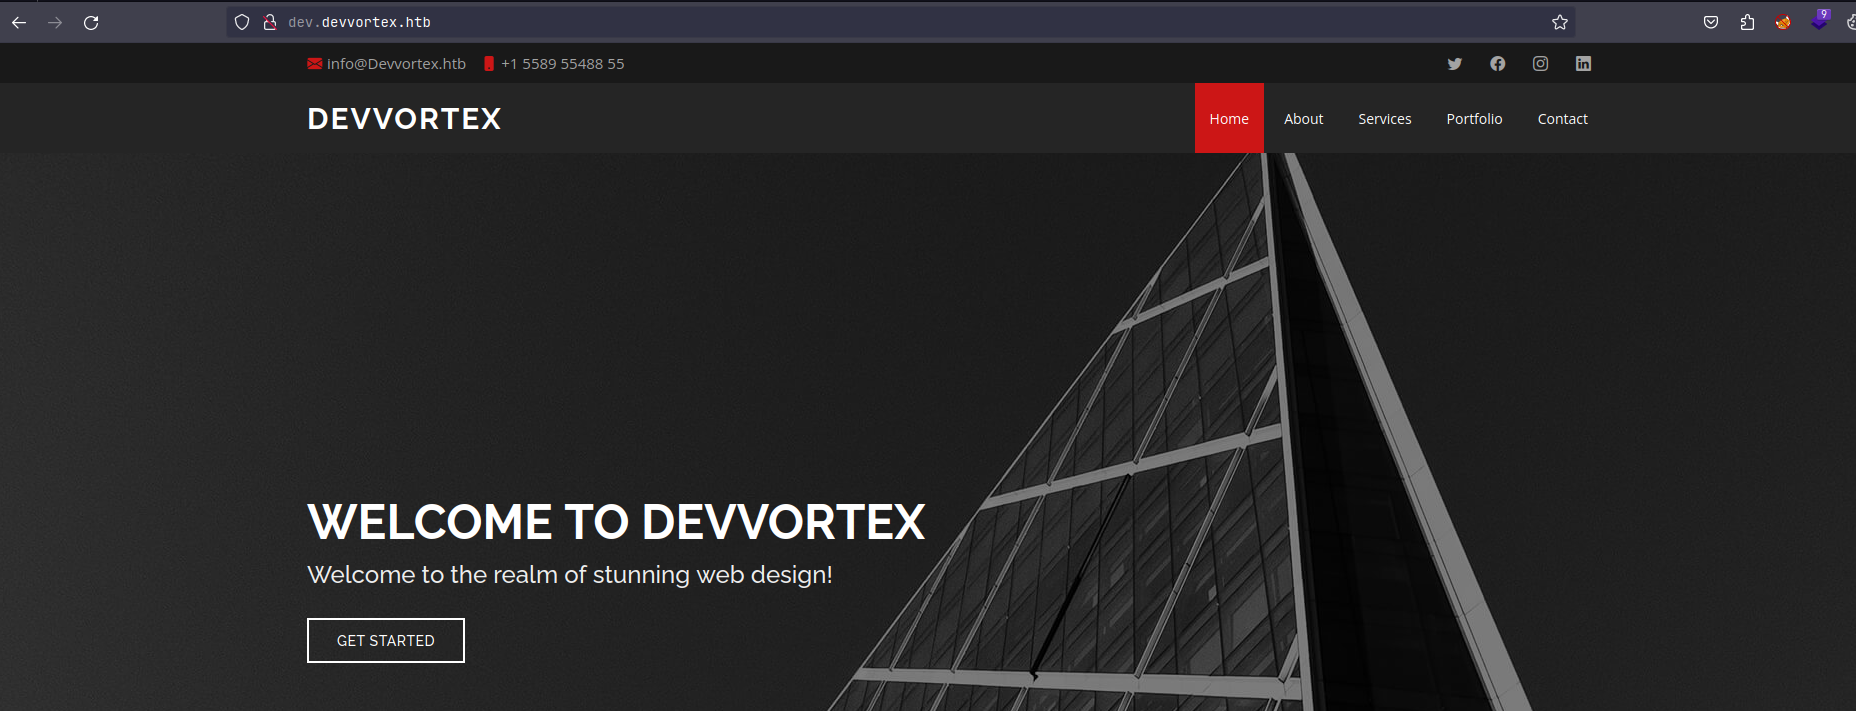 dev.devvortex.htb
9
info@Devvortex.htb +1 5589 55488 55
DEVVORTEX
Home About Services Portfolio Contact
WELCOME TO DEVVORTEX
Welcome to the realm of stunning web design!
GET STARTED